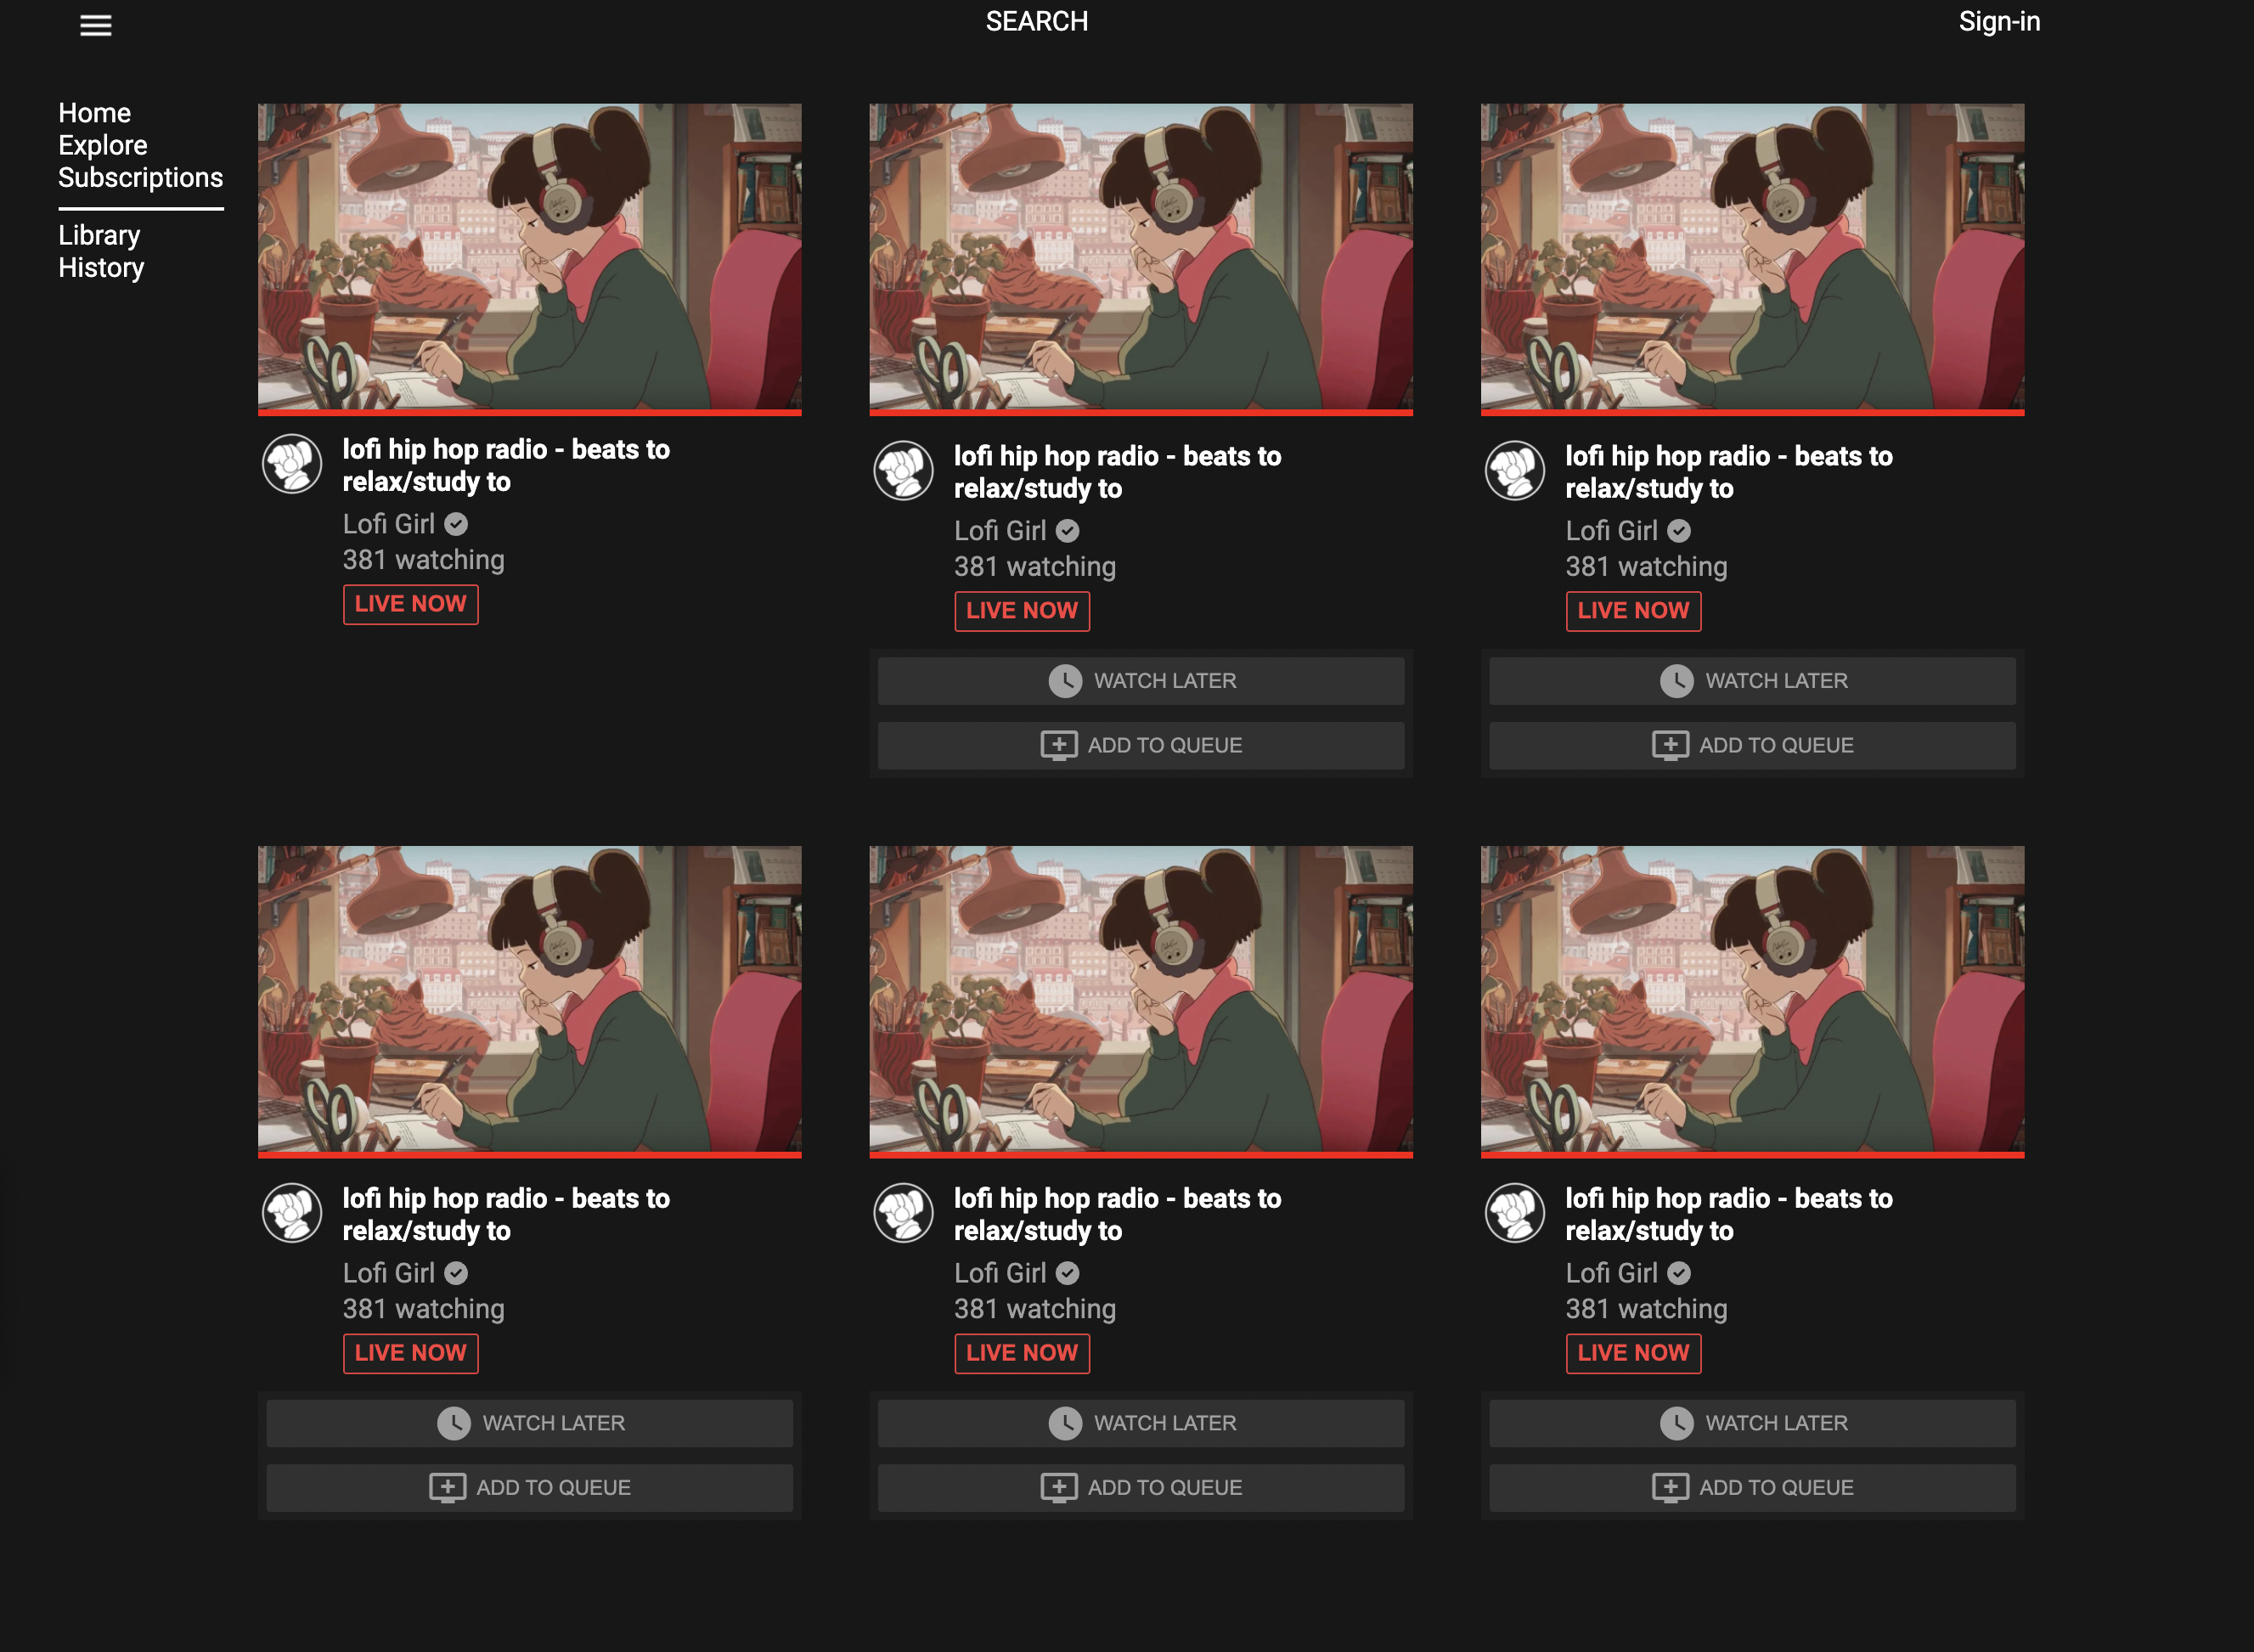 SEARCH
Sign-in
Home
Explore
Subscriptions
Library
History
lofi hip hop radio - beats to
relax/study to
Lofi Girl
381 watching
LIVE NOW
lofi hip hop radio - beats to
relax/study to
Lofi Girl
381 watching
LIVE NOW
WATCH LATER
ADD TO QUEUE
lofi hip hop radio - beats to
relax/study to
Lofi Girl
381 watching
LIVE NOW
WATCH LATER
ADD TO QUEUE
lofi hip hop radio - beats to
relax/study to
Lofi Girl
381 watching
LIVE NOW
WATCH LATER
ADD TO QUEUE
lofi hip hop radio - beats to
relax/study to
Lofi Girl
381 watching
LIVE NOW
WATCH LATER
ADD TO QUEUE
lofi hip hop radio - beats to
relax/study to
Lofi Girl
381 watching
LIVE NOW
WATCH LATER
ADD TO QUEUE